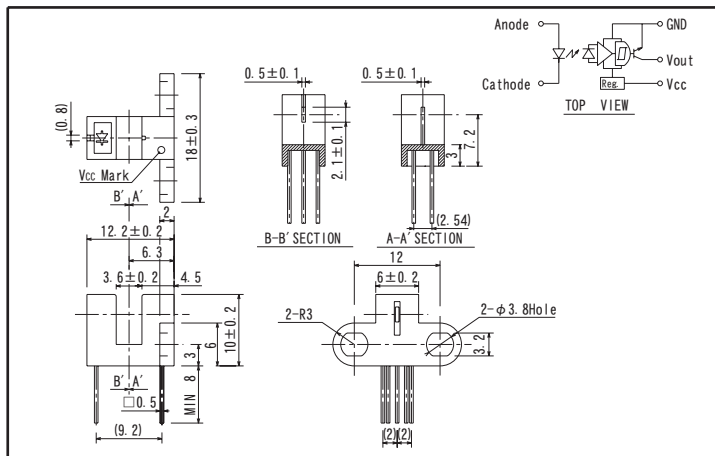 Anode
GND
Vout
Cathode
Reg.
Vcc
TOP VIEW
0.5±0.1
0.5±0.1
(0.8)
18±0.3
2.1±0.1
3
7.2
Vcc Mark
B' A'
2
(2.54)
12.2±0.2
B-B' SECTION
A-A' SECTION
6.3
12
3.6±0.2
4.5
6±0.2
2-R3
2-φ3.8Hole
3
6
10±0.2
3.2
B' A'
□0.5
MIN 8
(9.2)
(2)
(2)